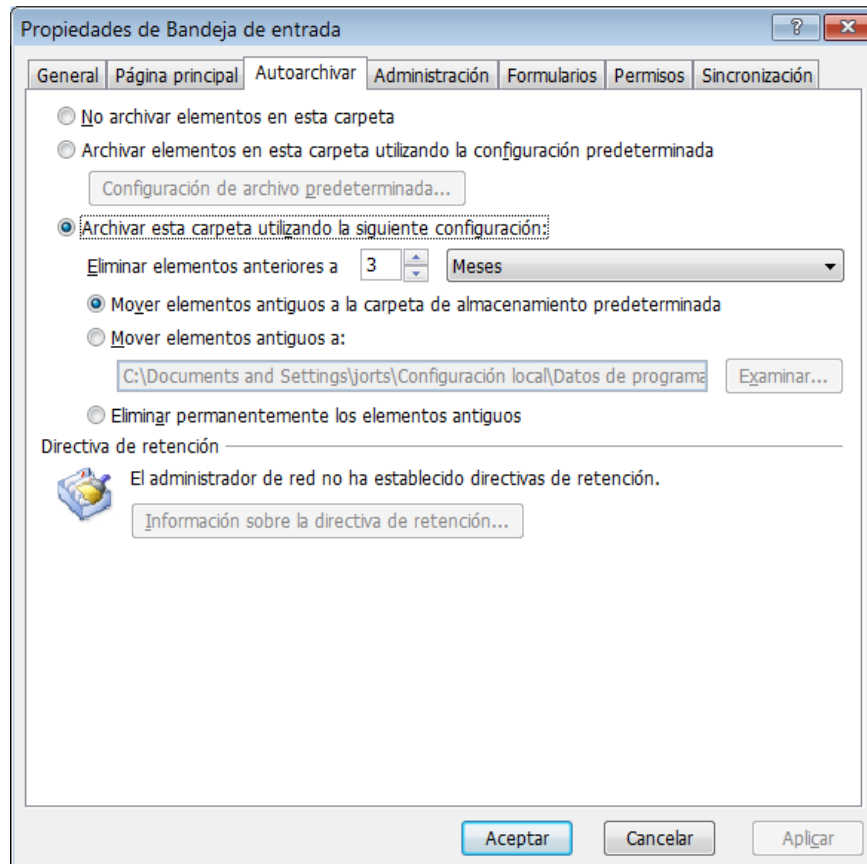 Propiedades de Bandeja de entrada
General Página principal Autoarchivar Administración Formularios Permisos Sincronización
No archivar elementos en esta carpeta
Archivar elementos en esta carpeta utilizando la configuración predeterminada
Configuración de archivo predeterminada...
Archivar esta carpeta utilizando la siguiente configuración:
Eliminar elementos anteriores a 3 Meses
Mover elementos antiguos a la carpeta de almacenamiento predeterminada
Mover elementos antiguos a:
C:\Documents and Settings\jorts\Configuración local\Datos de programa Examinar...
Eliminar permanentemente los elementos antiguos
Directiva de retención
El administrador de red no ha establecido directivas de retención.
Información sobre la directiva de retención...
Aceptar Cancelar Aplicar